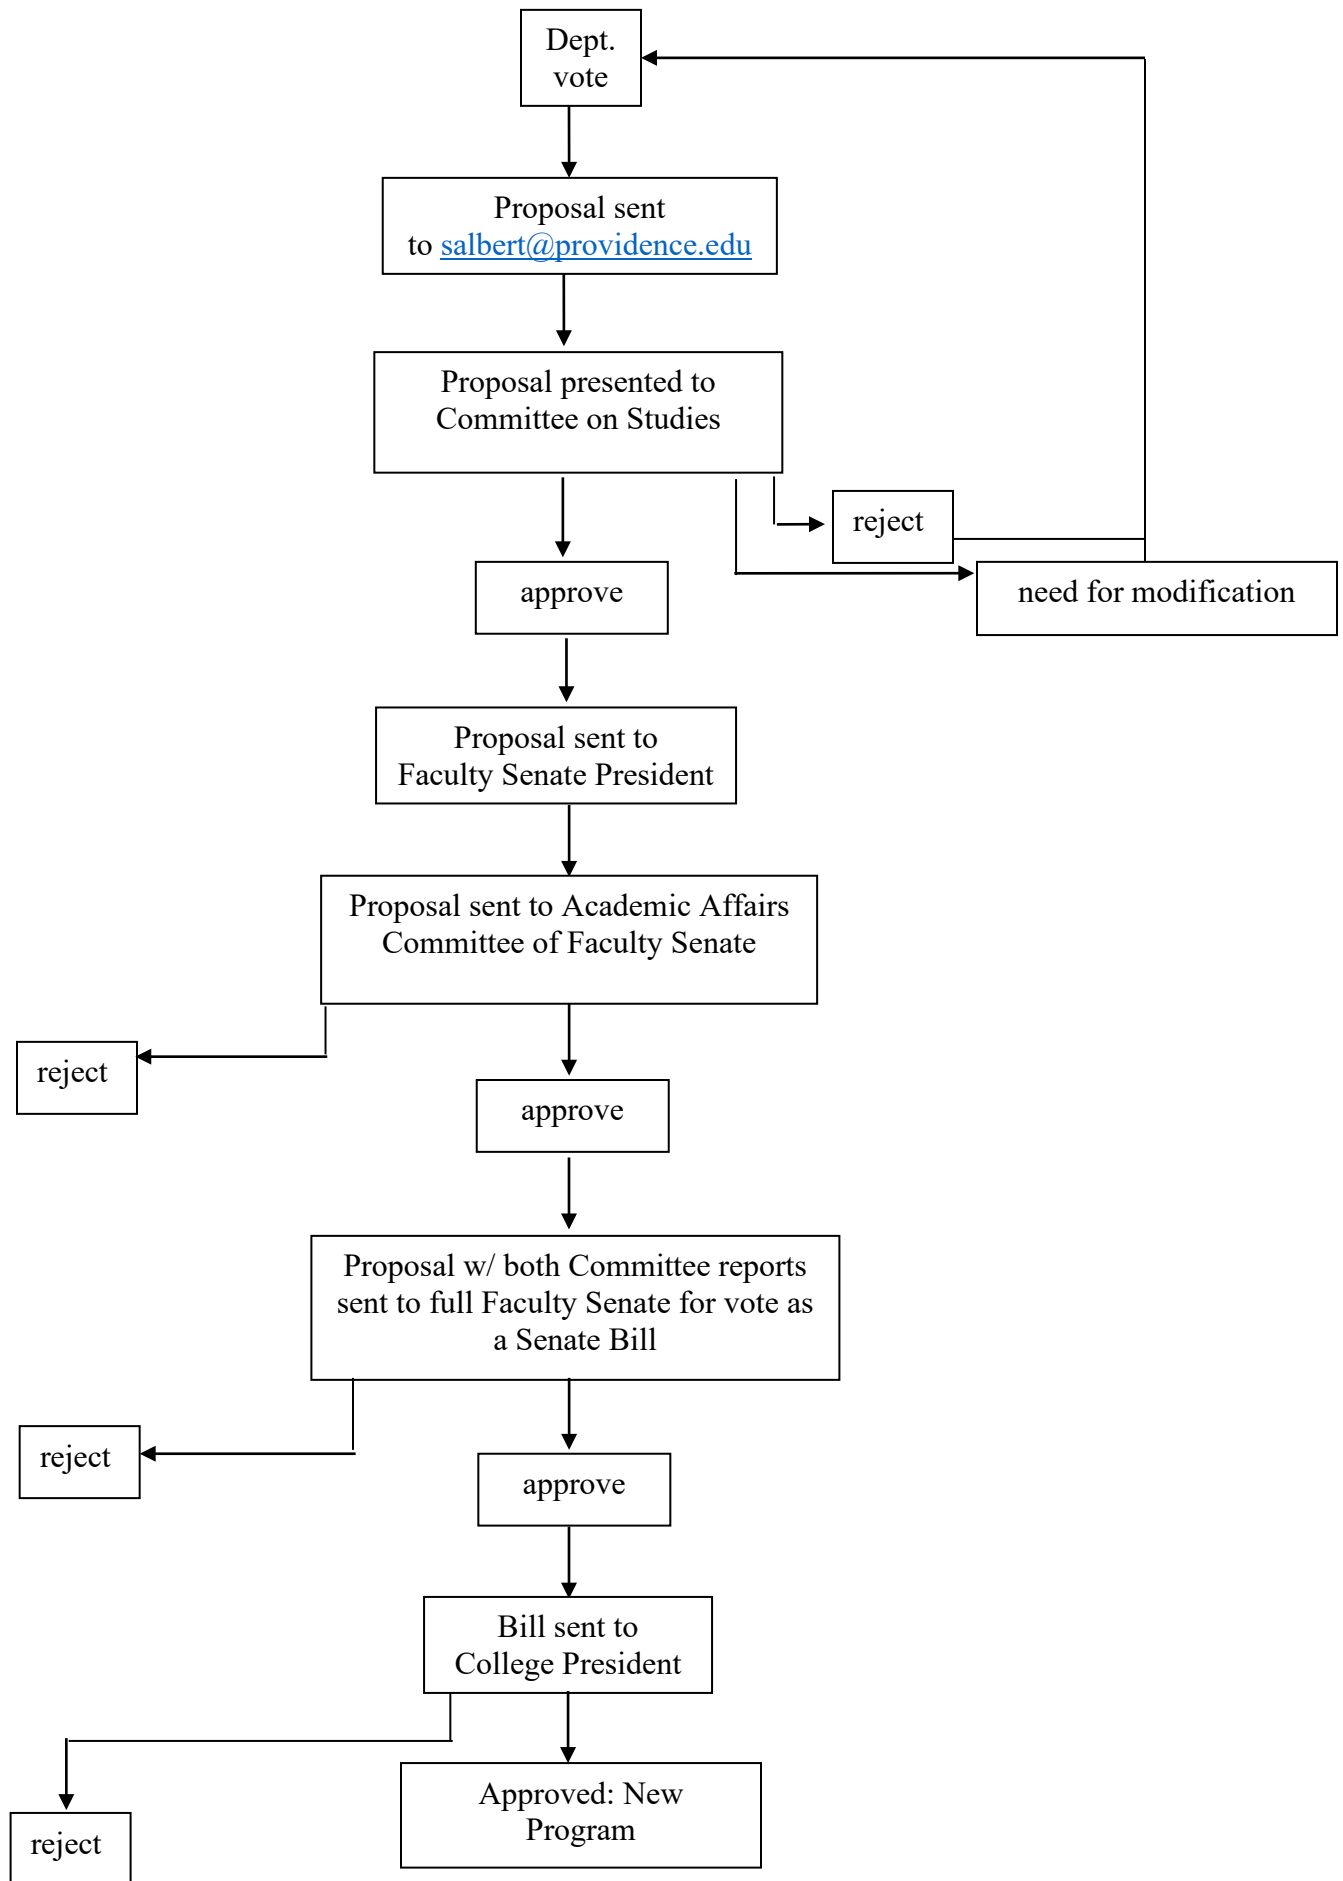 Dept.
vote
Proposal sent
to salbert@providence.edu
Proposal presented to
Committee on Studies
reject
approve
need for modification
Proposal sent to
Faculty Senate President
Proposal sent to Academic Affairs
Committee of Faculty Senate
reject
approve
Proposal w/ both Committee reports
sent to full Faculty Senate for vote as
a Senate Bill
reject
approve
Bill sent to
College President
Approved: New
Program
reject